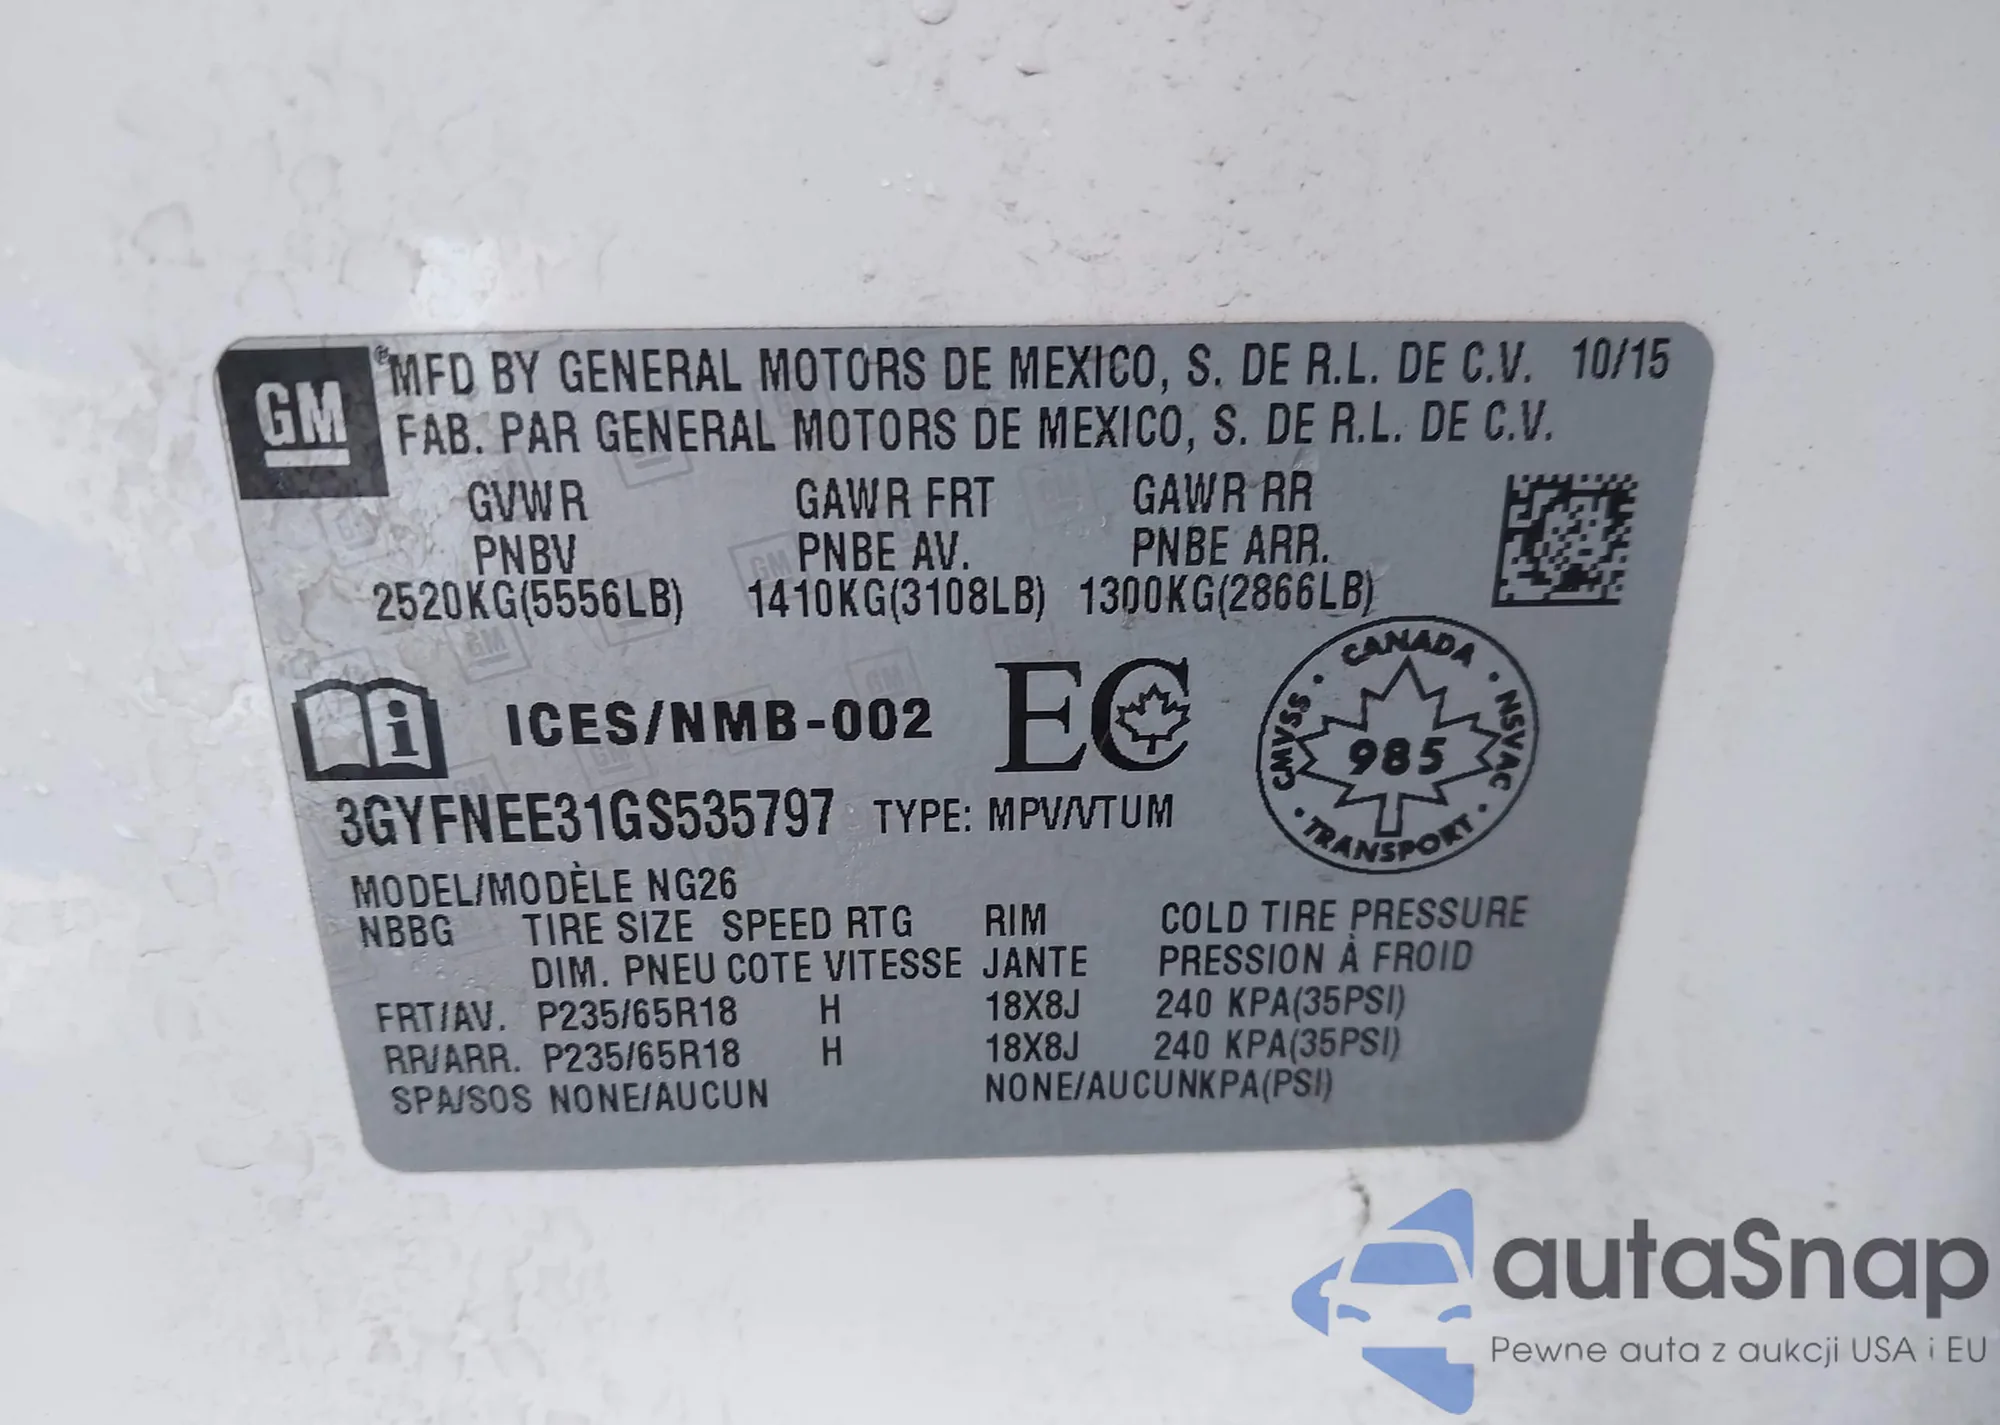 GM
®MFD BY GENERAL MOTORS DE MEXICO, S. DE R.L. DE C.V. 10/15
FAB. PAR GENERAL MOTORS DE MEXICO, S. DE R.L. DE C.V.
GVWR GAWR FRT GAWR RR
PNBV PNBE AV. PNBE ARR.
2520KG(5556LB) 1410KG(3108LB) 1300KG(2866LB)
i ICES/NMB-002 EC
CANADA
CMVSS · 985 · NSVAC
· TRANSPORT ·
3GYFNEE31GS535797 TYPE: MPV/VTUM
MODEL/MODÈLE NG26
NBBG TIRE SIZE SPEED RTG RIM COLD TIRE PRESSURE
DIM. PNEU COTE VITESSE JANTE PRESSION À FROID
FRT/AV. P235/65R18 H 18X8J 240 KPA(35PSI)
RR/ARR. P235/65R18 H 18X8J 240 KPA(35PSI)
SPA/SOS NONE/AUCUN NONE/AUCUNKPA(PSI)
autaSnap
Pewne auta z aukcji USA i EU